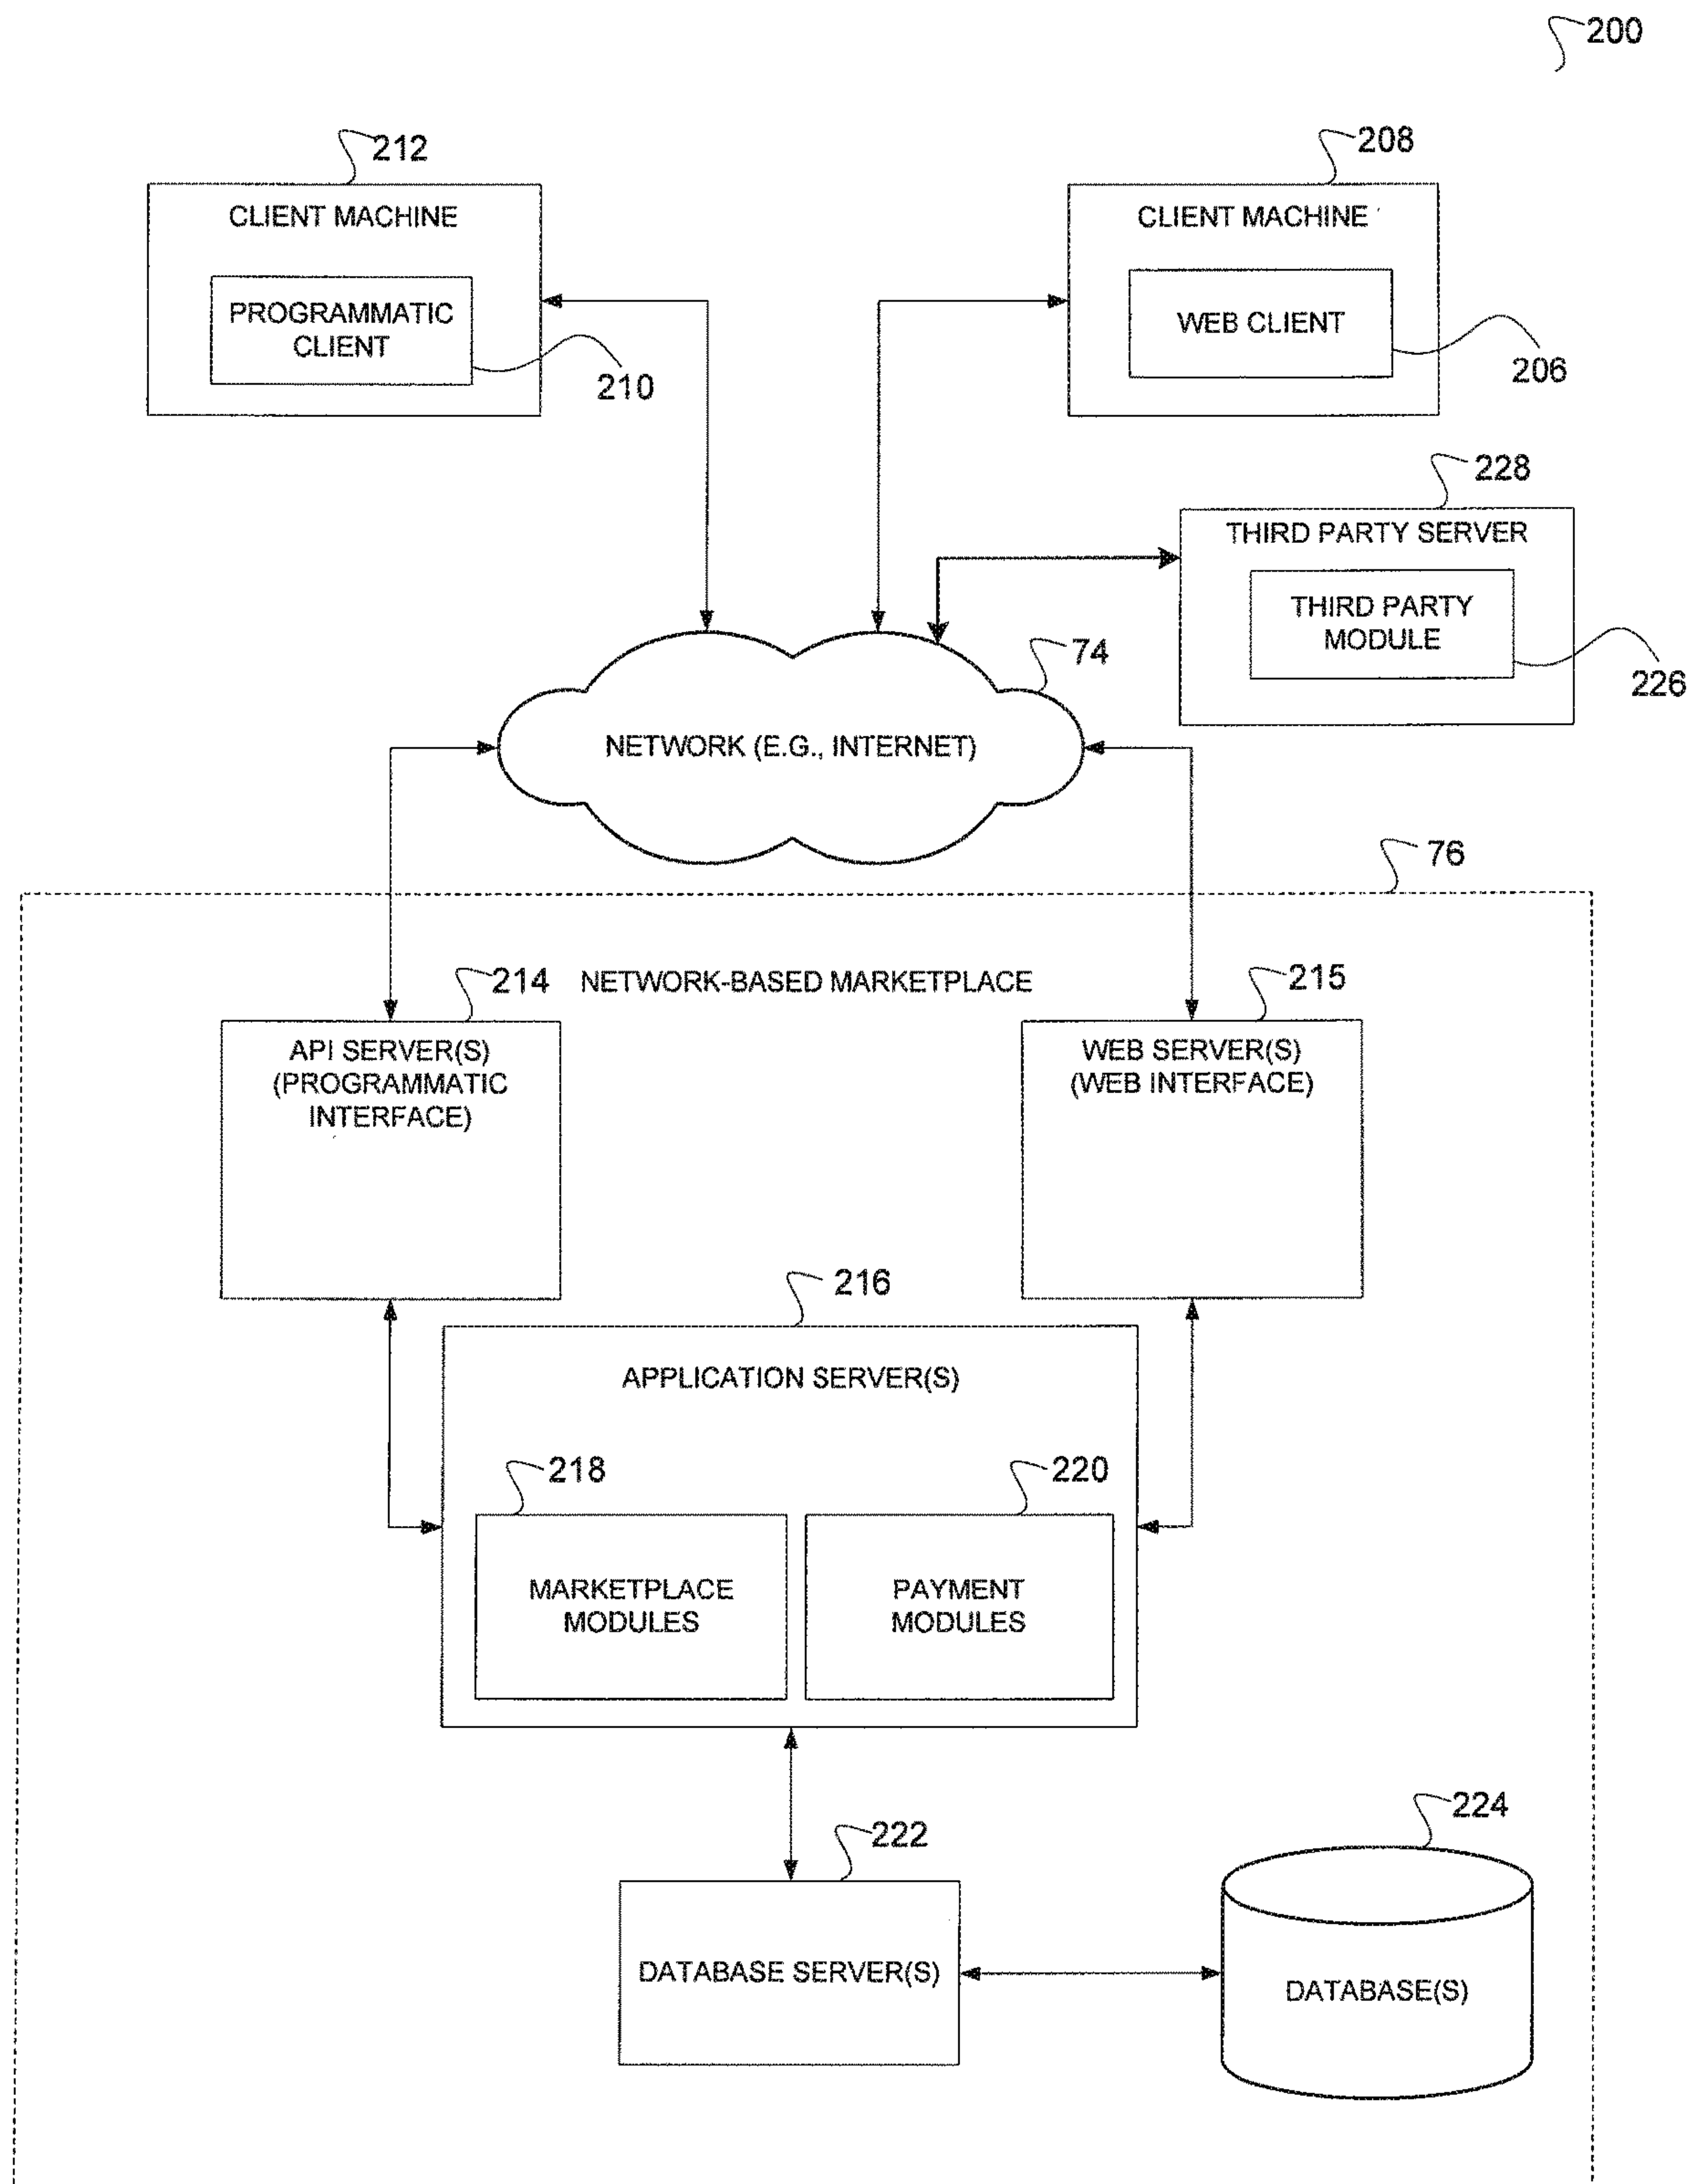 200
212
208
CLIENT MACHINE
CLIENT MACHINE
PROGRAMMATIC
CLIENT
WEB CLIENT
210
206
228
THIRD PARTY SERVER
THIRD PARTY
MODULE
226
74
NETWORK (E.G., INTERNET)
76
NETWORK-BASED MARKETPLACE
214
215
API SERVER(S)
(PROGRAMMATIC
INTERFACE)
WEB SERVER(S)
(WEB INTERFACE)
216
APPLICATION SERVER(S)
218
220
MARKETPLACE
MODULES
PAYMENT
MODULES
222
224
DATABASE SERVER(S)
DATABASE(S)